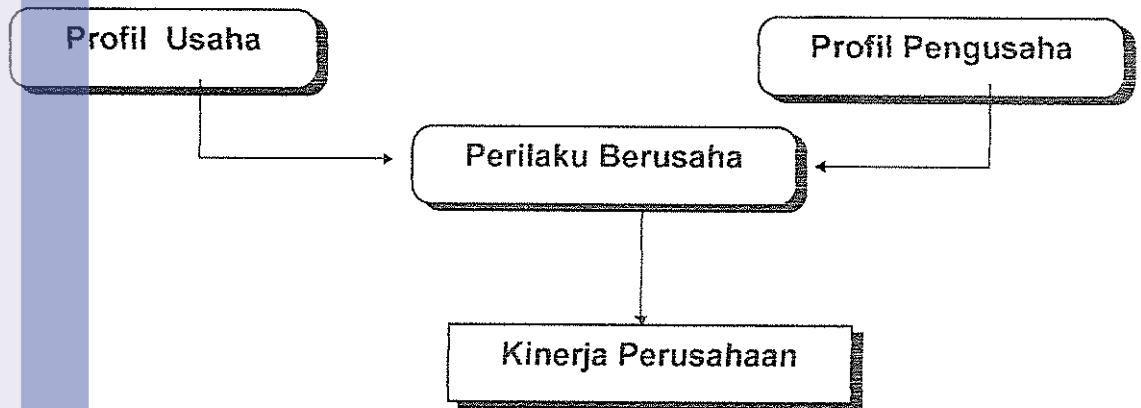 Profil Usaha
Profil Pengusaha
Perilaku Berusaha
Kinerja Perusahaan